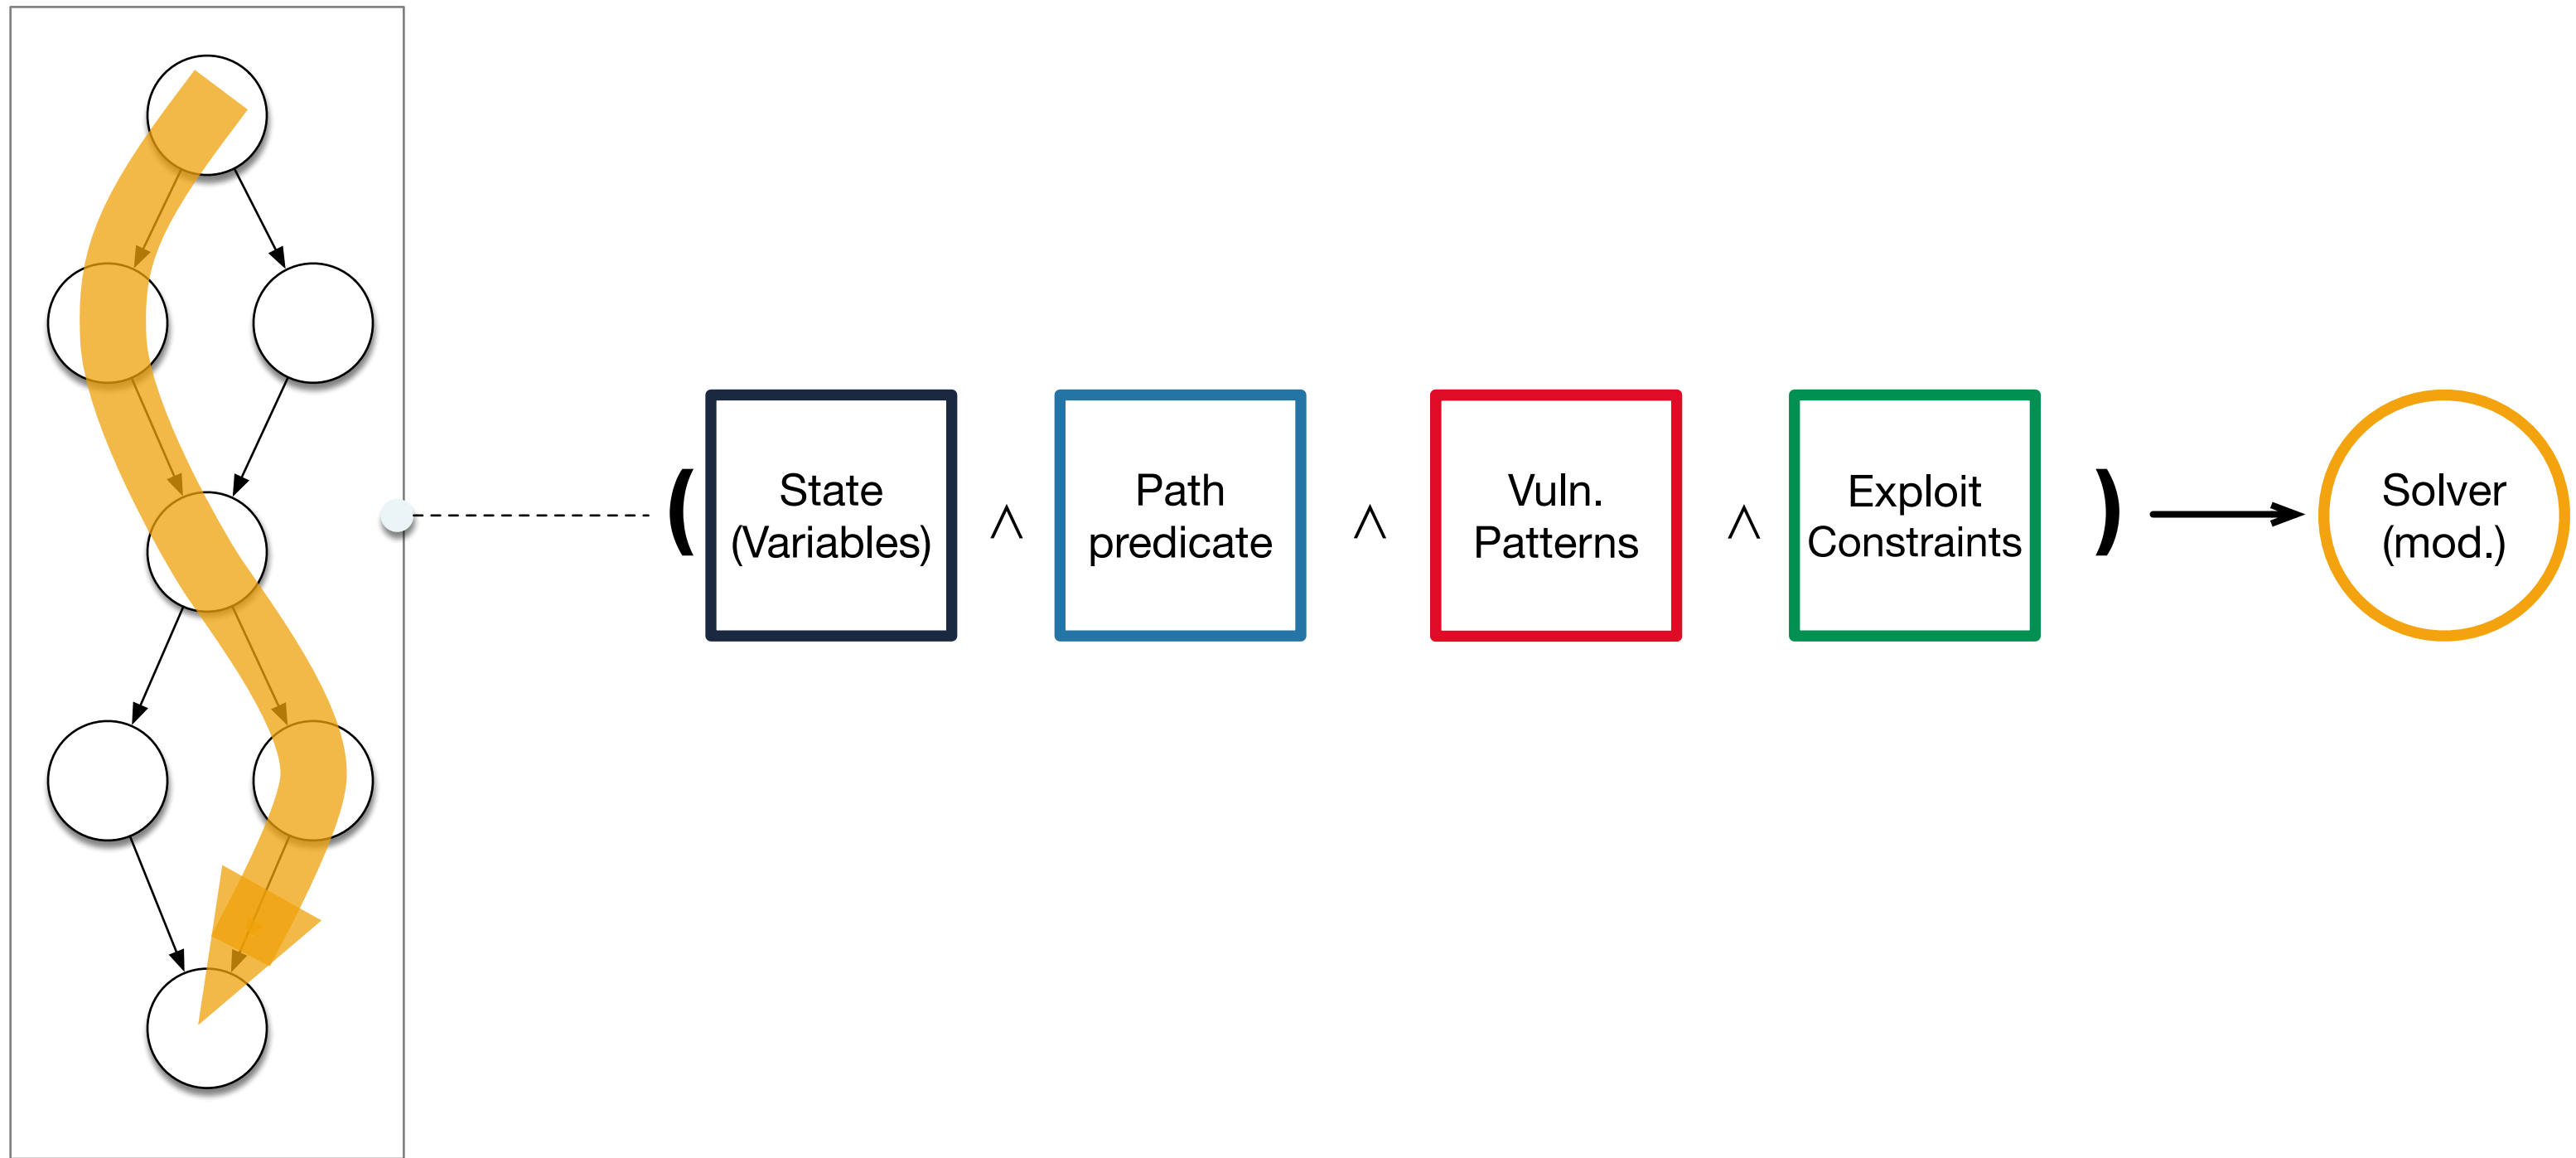 (
State
(Variables)
∧
Path
predicate
∧
Vuln.
Patterns
∧
Exploit
Constraints
)
Solver
(mod.)